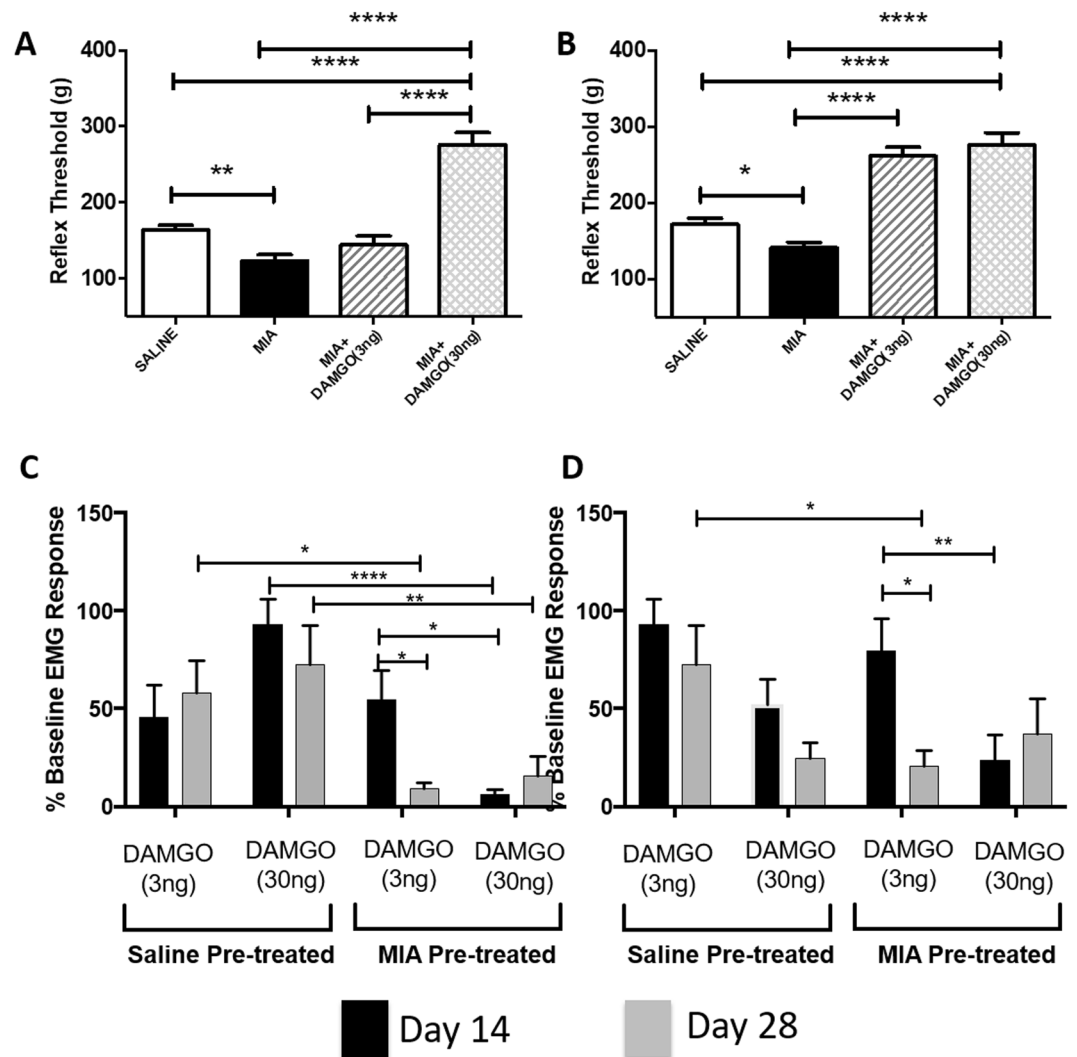 A
Reflex Threshold (g)
400
300
200
100
****
****
****
**
SALINE
MIA
MIA+
DAMGO(3ng)
MIA+
DAMGO(30ng)
B
Reflex Threshold (g)
400
300
200
100
****
****
****
*
SALINE
MIA
MIA+
DAMGO(3ng)
MIA+
DAMGO(30ng)
C
% Baseline EMG Response
150
100
50
0
*
****
**
*
*
DAMGO
(3ng)
DAMGO
(30ng)
DAMGO
(3ng)
DAMGO
(30ng)
Saline Pre-treated
MIA Pre-treated
D
% Baseline EMG Response
150
100
50
0
*
**
*
DAMGO
(3ng)
DAMGO
(30ng)
DAMGO
(3ng)
DAMGO
(30ng)
Saline Pre-treated
MIA Pre-treated
Day 14
Day 28